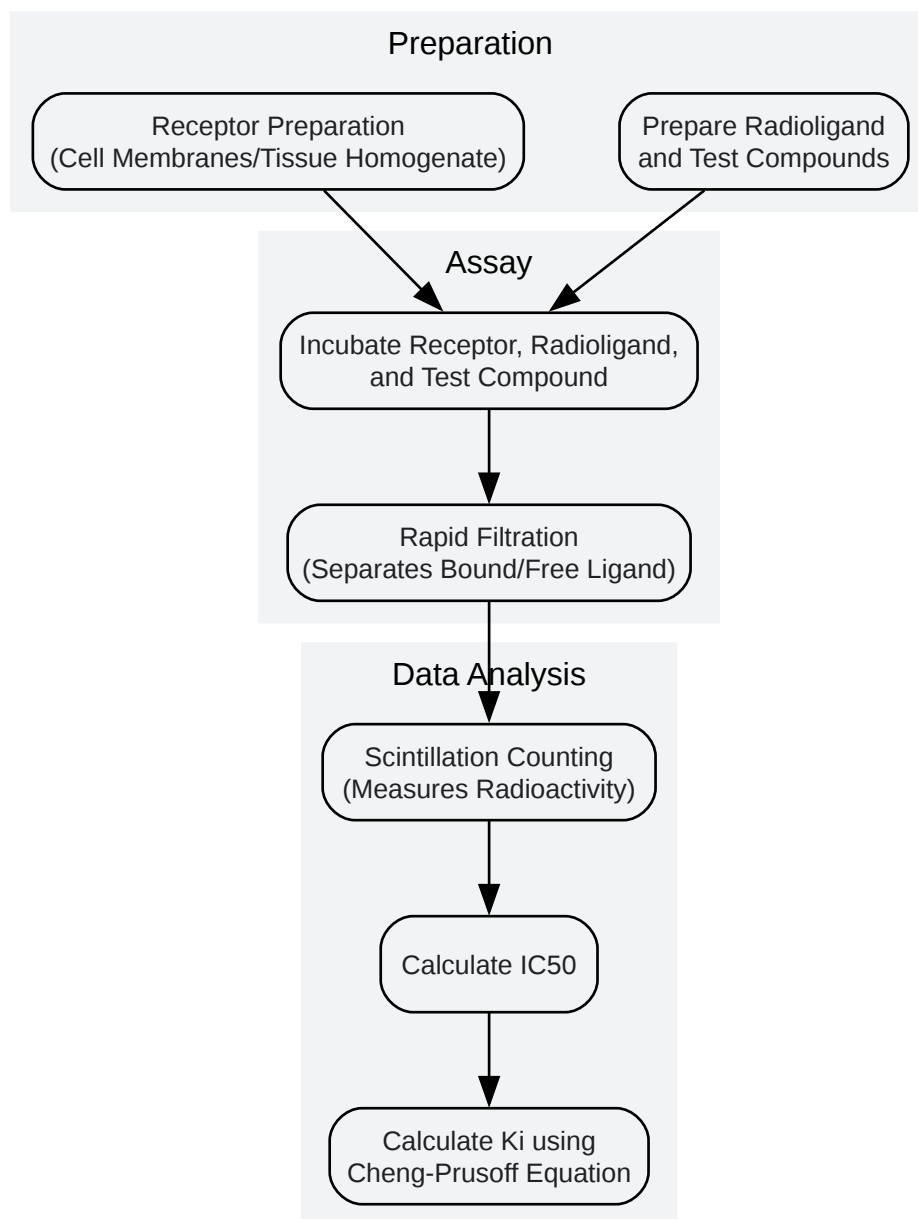 Preparation
Receptor Preparation
(Cell Membranes/Tissue Homogenate)
Prepare Radioligand
and Test Compounds
Assay
Incubate Receptor, Radioligand,
and Test Compound
Rapid Filtration
(Separates Bound/Free Ligand)
Data Analysis
Scintillation Counting
(Measures Radioactivity)
Calculate IC50
Calculate Ki using
Cheng-Prusoff Equation